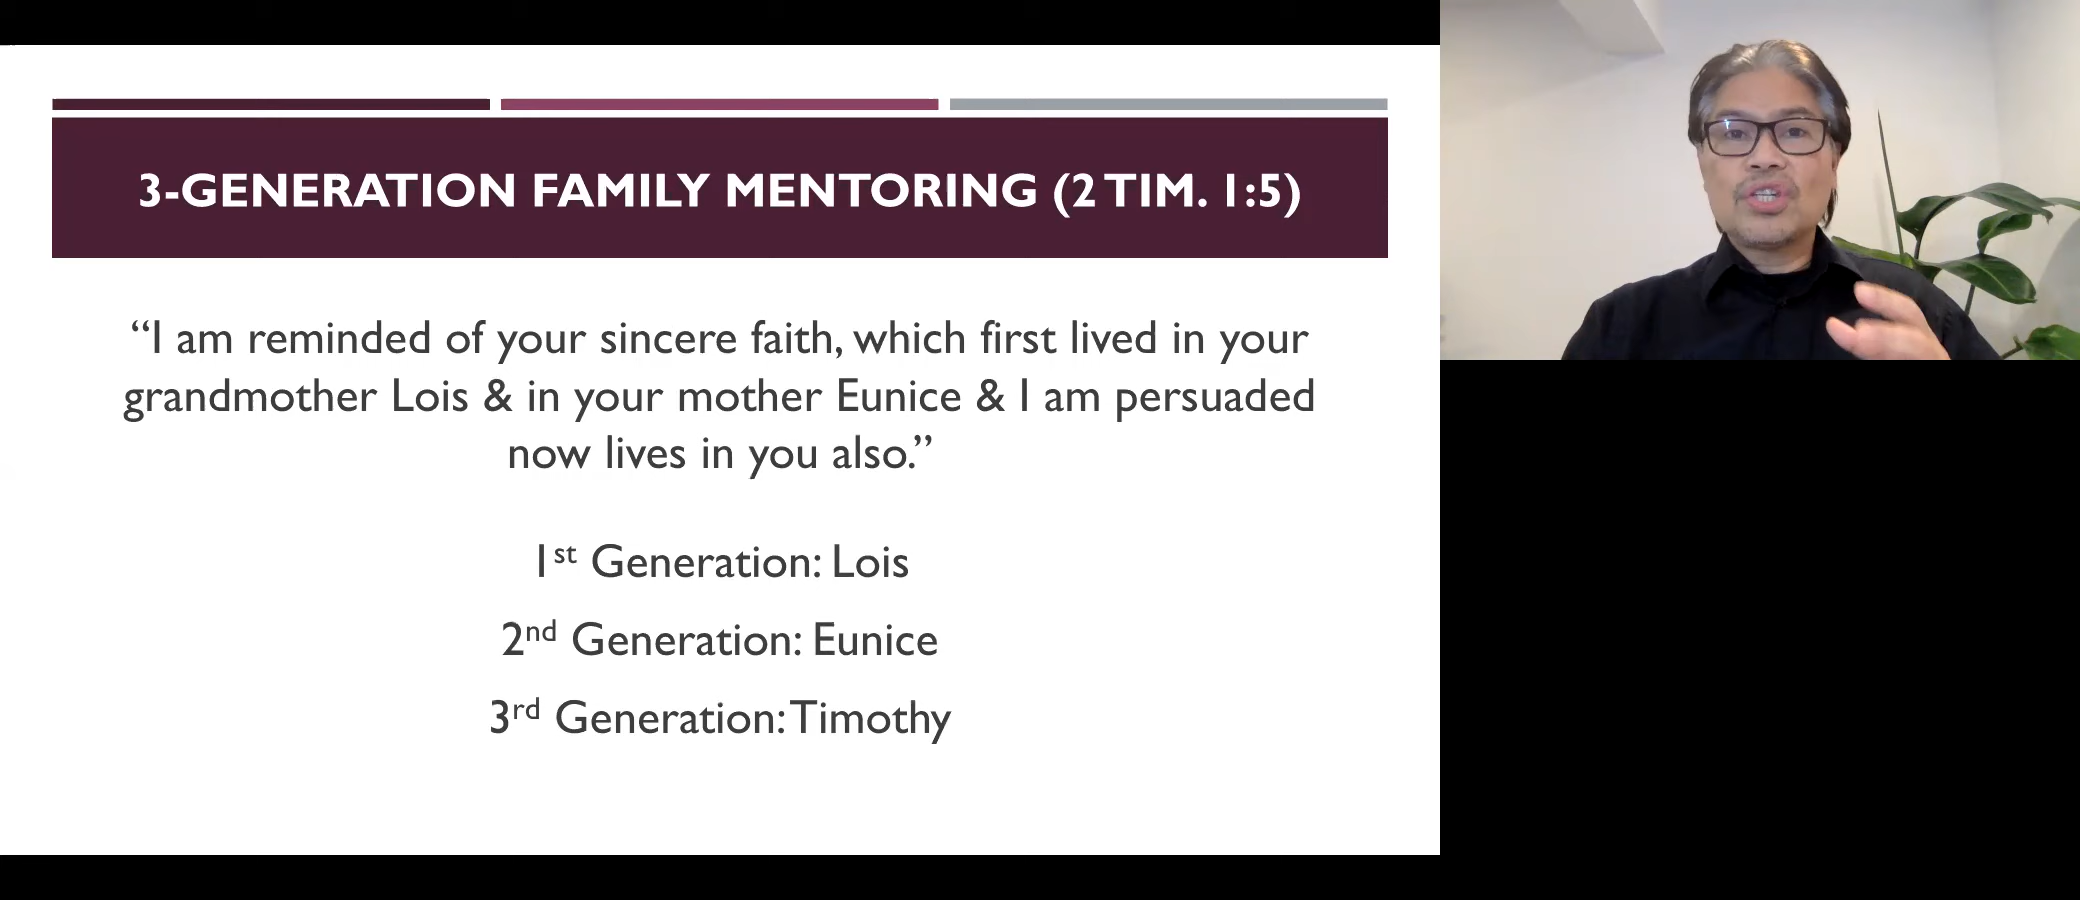 3-GENERATION FAMILY MENTORING (2 TIM. 1:5)
“I am reminded of your sincere faith, which first lived in your
grandmother Lois & in your mother Eunice & I am persuaded
now lives in you also.”
1st Generation: Lois
2nd Generation: Eunice
3rd Generation: Timothy